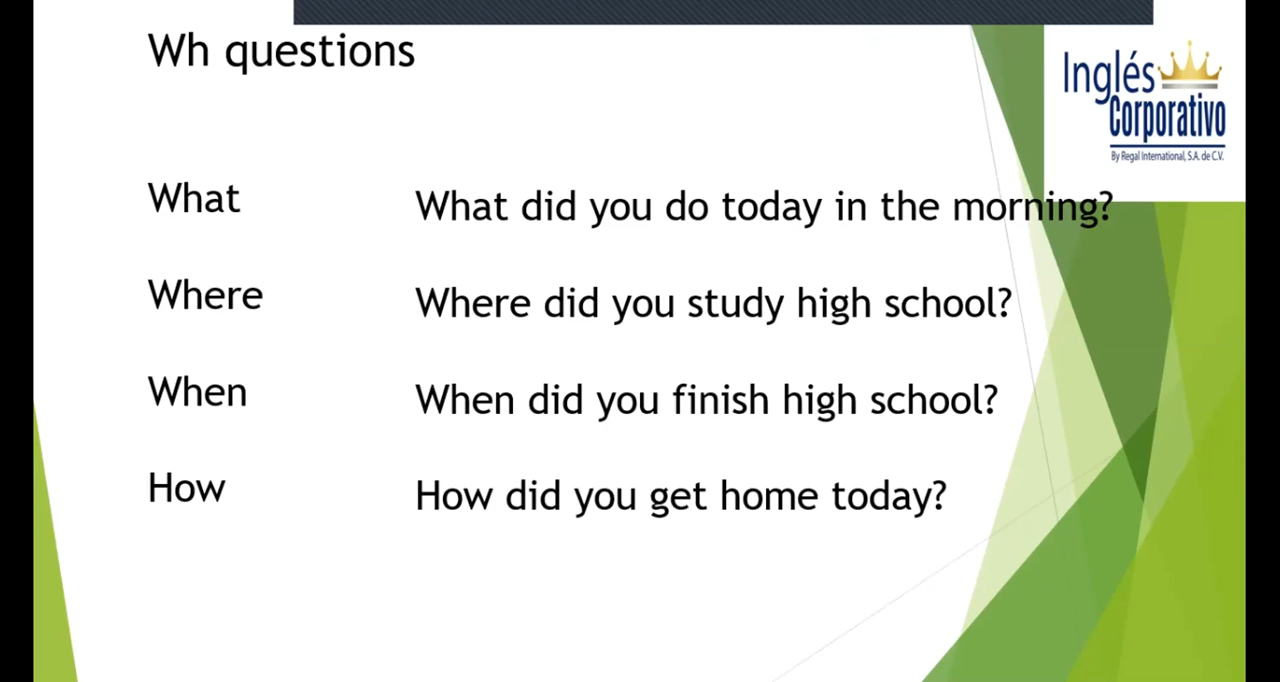 Wh questions
Inglés
Corporativo
By Regal International, S.A. de C.V.
What What did you do today in the morning?
Where Where did you study high school?
When When did you finish high school?
How How did you get home today?